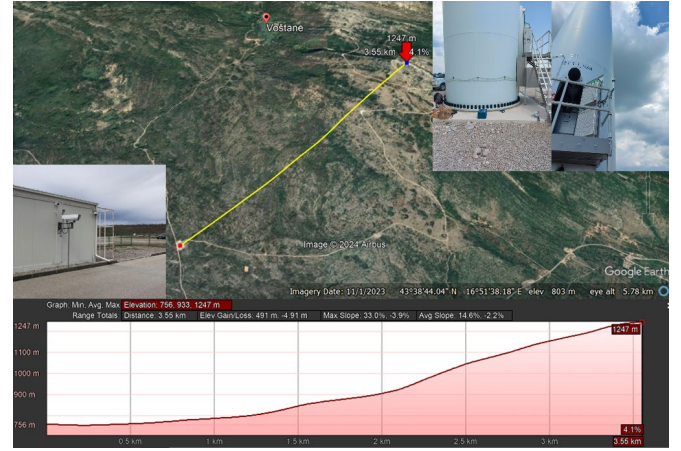 Voštane
1247 m
3.55 km 4.1%
Image © 2024 Airbus
Google Earth
Imagery Date: 11/1/2023 43°38'44.04" N 16°51'38.18" E elev 803 m eye alt 5.78 km
Graph: Min, Avg, Max Elevation: 756, 933, 1247 m
Range Totals: Distance: 3.55 km Elev Gain/Loss: 491 m, -4.91 m Max Slope: 33.0%, -3.9% Avg Slope: 14.6%, -2.2%
1247 m
1247 m
1100 m
1000 m
900 m
756 m
4.1%
0.5 km 1 km 1.5 km 2 km 2.5 km 3 km 3.55 km